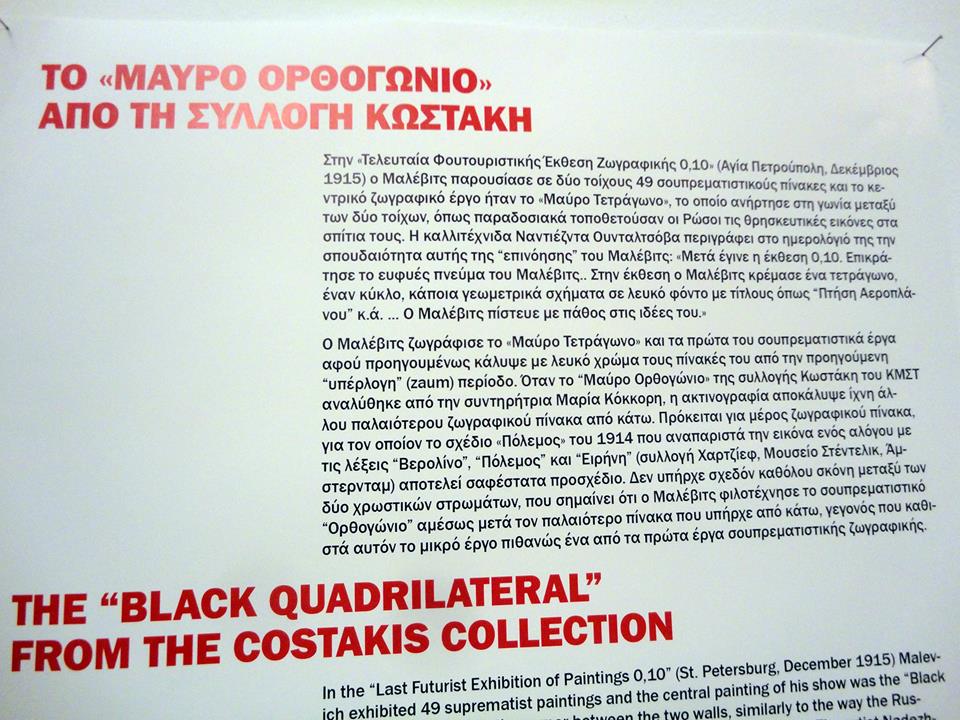 ΤΟ «ΜΑΥΡΟ ΟΡΘΟΓΩΝΙΟ»
ΑΠΟ ΤΗ ΣΥΛΛΟΓΗ ΚΩΣΤΑΚΗ
Στην «Τελευταία Φουτουριστικής Έκθεση Ζωγραφικής 0,10» (Αγία Πετρούπολη, Δεκέμβριος
1915) ο Μαλέβιτς παρουσίασε σε δύο τοίχους 49 σουπρεματιστικούς πίνακες και το κε-
ντρικό ζωγραφικό έργο ήταν το «Μαύρο Τετράγωνο», το οποίο ανήρτησε στη γωνία μεταξύ
των δύο τοίχων, όπως παραδοσιακά τοποθετούσαν οι Ρώσοι τις θρησκευτικές εικόνες στα
σπίτια τους. Η καλλιτέχνιδα Ναντιέζντα Ουνταλτσόβα περιγράφει στο ημερολόγιό της την
σπουδαιότητα αυτής της “επινόησης” του Μαλέβιτς: «Μετά έγινε η έκθεση 0,10. Επικρά-
τησε το ευφυές πνεύμα του Μαλέβιτς.. Στην έκθεση ο Μαλέβιτς κρέμασε ένα τετράγωνο,
έναν κύκλο, κάποια γεωμετρικά σχήματα σε λευκό φόντο με τίτλους όπως “Πτήση Αεροπλά-
νου” κ.ά. ... Ο Μαλέβιτς πίστευε με πάθος στις ιδέες του.»
Ο Μαλέβιτς ζωγράφισε το «Μαύρο Τετράγωνο» και τα πρώτα του σουπρεματιστικά έργα
αφού προηγουμένως κάλυψε με λευκό χρώμα τους πίνακές του από την προηγούμενη
“υπέρλογη” (zaum) περίοδο. Όταν το “Μαύρο Ορθογώνιο» της συλλογής Κωστάκη του ΚΜΣΤ
αναλύθηκε από την συντηρήτρια Μαρία Κόκκορη, η ακτινογραφία αποκάλυψε ίχνη άλ-
λου παλαιότερου ζωγραφικού πίνακα από κάτω. Πρόκειται για μέρος ζωγραφικού πίνακα,
για τον οποίον το σχέδιο «Πόλεμος» του 1914 που αναπαριστά την εικόνα ενός αλόγου με
τις λέξεις “Βερολίνο”, “Πόλεμος” και “Ειρήνη” (συλλογή Χαρτζίεφ, Μουσείο Στέντελικ, Άμ-
στερνταμ) αποτελεί σαφέστατα προσχέδιο. Δεν υπήρχε σχεδόν καθόλου σκόνη μεταξύ των
δύο χρωστικών στρωμάτων, που σημαίνει ότι ο Μαλέβιτς φιλοτέχνησε το σουπρεματιστικό
“Ορθογώνιο” αμέσως μετά τον παλαιότερο πίνακα που υπήρχε από κάτω, γεγονός που καθι-
στά αυτόν το μικρό έργο πιθανώς ένα από τα πρώτα έργα σουπρεματιστικής ζωγραφικής.
THE “BLACK QUADRILATERAL”
FROM THE COSTAKIS COLLECTION
In the “Last Futurist Exhibition of Paintings 0,10” (St. Petersburg, December 1915) Malev-
ich exhibited 49 suprematist paintings and the central painting of his show was the “Black
between the two walls, similarly to the way the Rus-